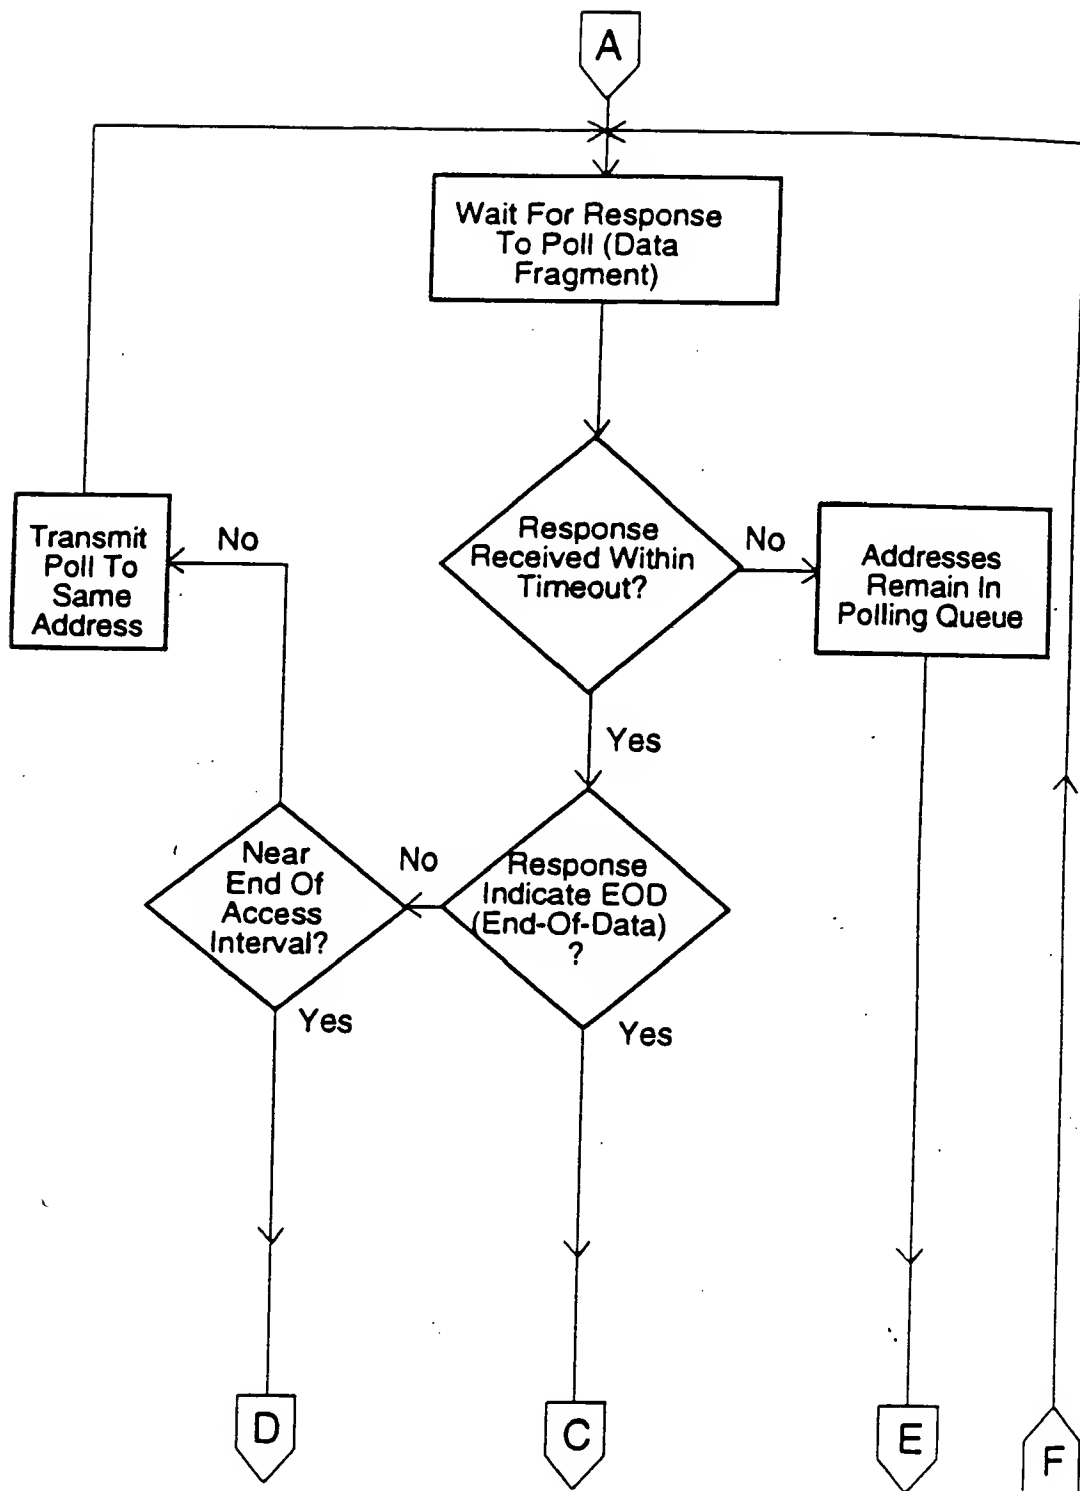 A
Wait For Response
To Poll (Data
Fragment)
Response
Received Within
Timeout?
No
Addresses
Remain In
Polling Queue
No
Transmit
Poll To
Same
Address
Yes
Response
Indicate EOD
(End-Of-Data)
?
No
Near
End Of
Access
Interval?
Yes
Yes
D
C
E
F